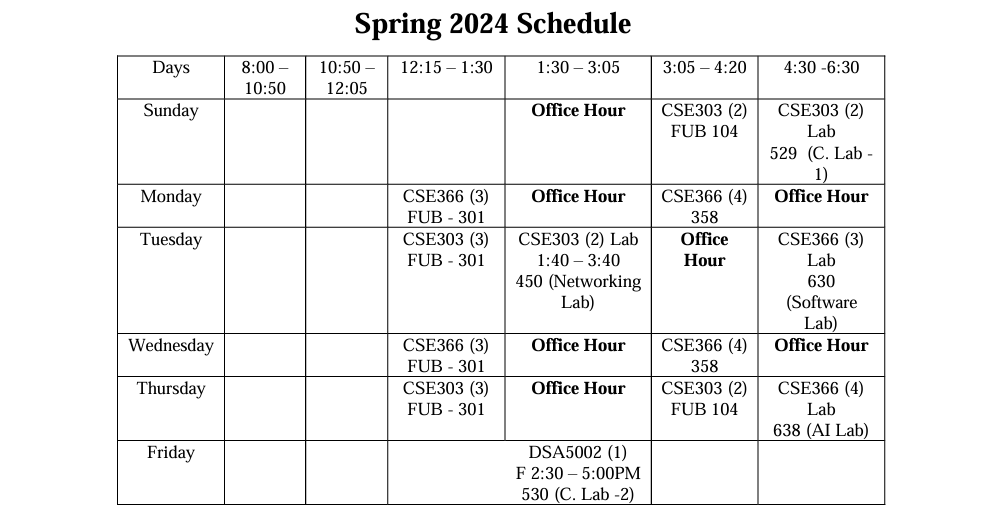 Spring 2024 Schedule
Days
8:00 –
10:50
10:50 –
12:05
12:15 – 1:30
1:30 – 3:05
3:05 – 4:20
4:30 -6:30
Sunday
Office Hour
CSE303 (2)
FUB 104
CSE303 (2)
Lab
529 (C. Lab -
1)
Monday
CSE366 (3)
FUB - 301
Office Hour
CSE366 (4)
358
Office Hour
Tuesday
CSE303 (3)
FUB - 301
CSE303 (2) Lab
1:40 – 3:40
450 (Networking
Lab)
Office
Hour
CSE366 (3)
Lab
630
(Software
Lab)
Wednesday
CSE366 (3)
FUB - 301
Office Hour
CSE366 (4)
358
Office Hour
Thursday
CSE303 (3)
FUB - 301
Office Hour
CSE303 (2)
FUB 104
CSE366 (4)
Lab
638 (AI Lab)
Friday
DSA5002 (1)
F 2:30 – 5:00PM
530 (C. Lab -2)